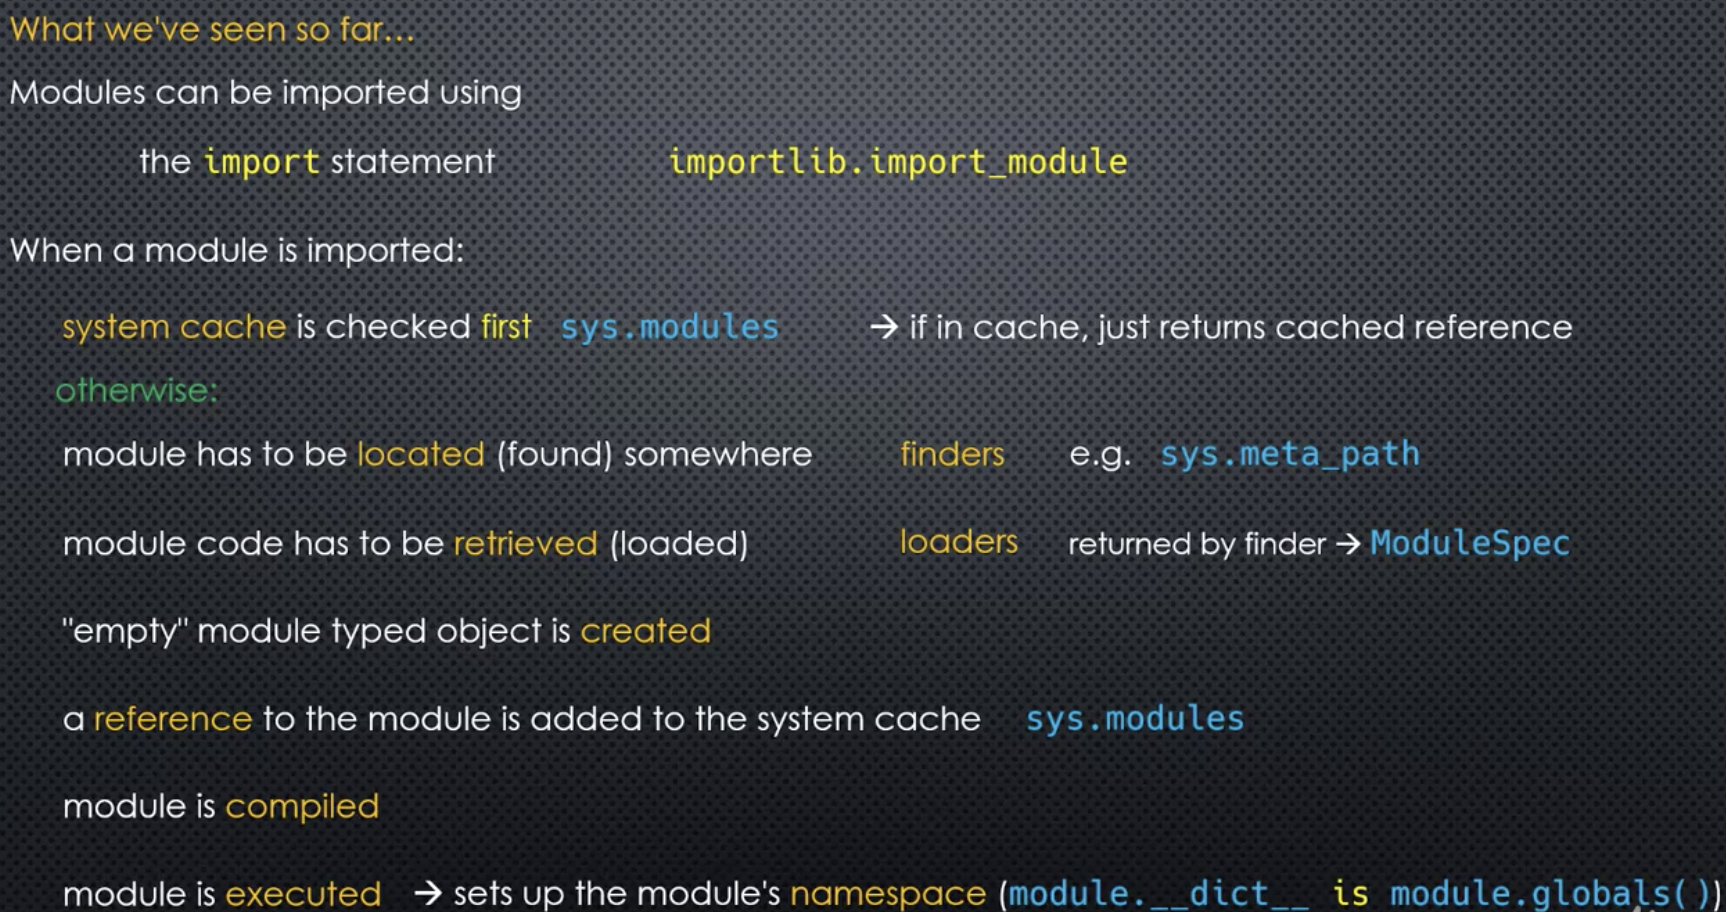 What we've seen so far...
Modules can be imported using
the import statement importlib.import_module
When a module is imported:
system cache is checked first sys.modules → if in cache, just returns cached reference
otherwise:
module has to be located (found) somewhere finders e.g. sys.meta_path
module code has to be retrieved (loaded) loaders returned by finder → ModuleSpec
"empty" module typed object is created
a reference to the module is added to the system cache sys.modules
module is compiled
module is executed → sets up the module's namespace (module.__dict__ is module.globals())